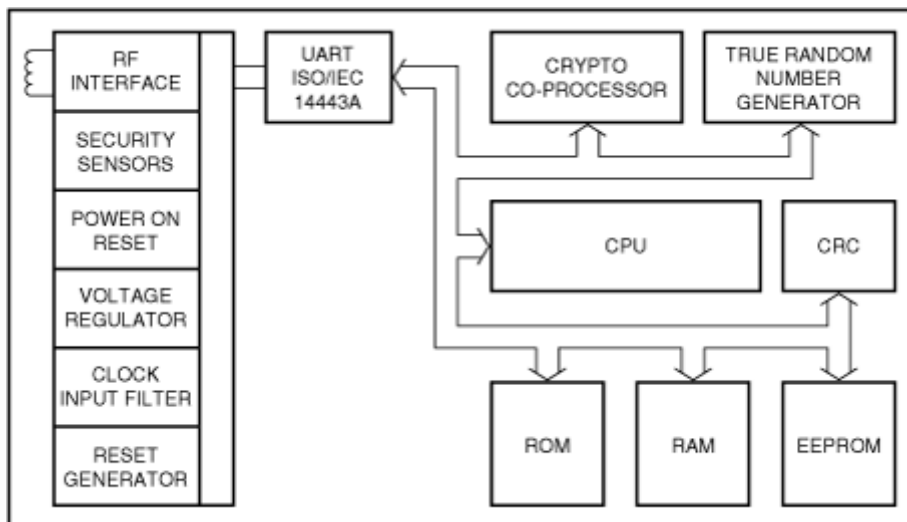 RF
INTERFACE
SECURITY
SENSORS
POWER ON
RESET
VOLTAGE
REGULATOR
CLOCK
INPUT FILTER
RESET
GENERATOR
UART
ISO/IEC
14443A
CRYPTO
CO-PROCESSOR
TRUE RANDOM
NUMBER
GENERATOR
CPU
CRC
ROM
RAM
EEPROM